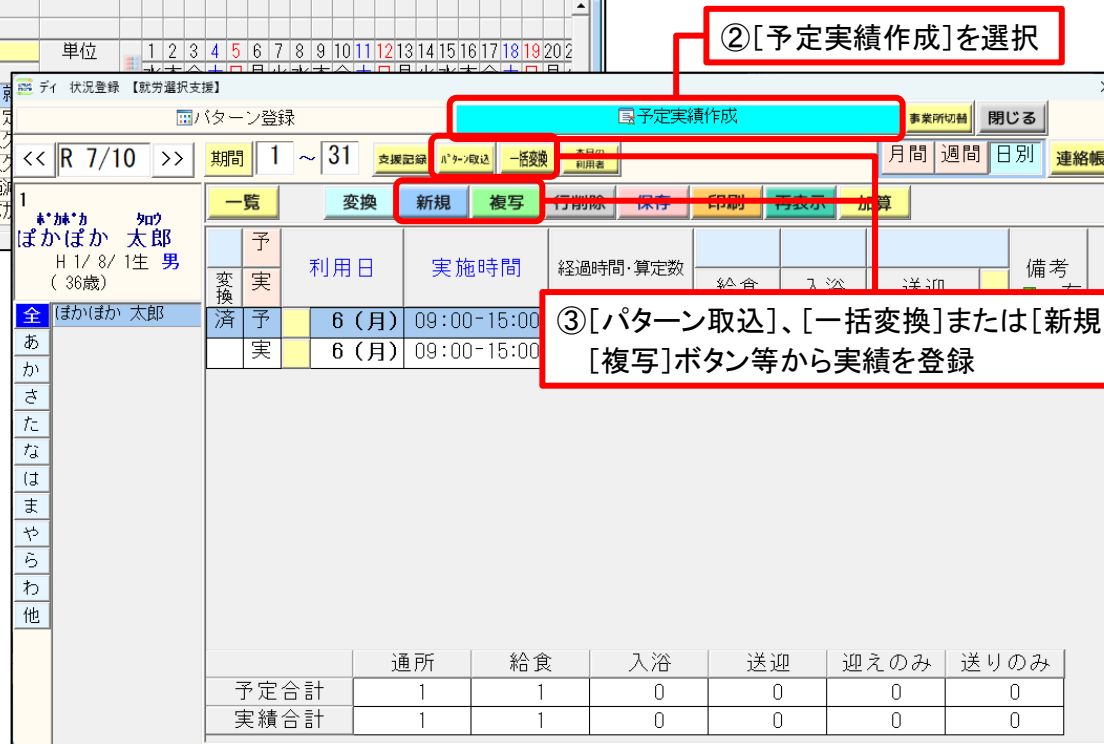 単位
1 2 3 4 5 6 7 8 9 10 11 12 13 14 15 16 17 18 19 20 2
②[予定実績作成]を選択
状況登録 【就労選択支援】
パターン登録
予定実績作成
事業所切替
閉じる
<< R 7/10 >>
期間 1 ~ 31
支援記録
パターン取込
一括変換
本日の
利用者
月間 週間 日別
連絡帳
1
ぽかぽか 太郎
H 1/ 8/ 1生 男
( 36歳)
一覧 変換 新規 複写 行削除 保存 印刷 再表示 加算
変換 予 実 利用日 実施時間 経過時間・算定数 給食 入浴 送迎 備考
済 予 6 (月) 09:00-15:00
実 6 (月) 09:00-15:00
③[パターン取込]、[一括変換]または[新規
[複写]ボタン等から実績を登録
全 ぽかぽか 太郎
あ
か
さ
た
な
は
ま
や
ら
わ
他
通所 給食 入浴 送迎 迎えのみ 送りのみ
予定合計 1 1 0 0 0 0
実績合計 1 1 0 0 0 0